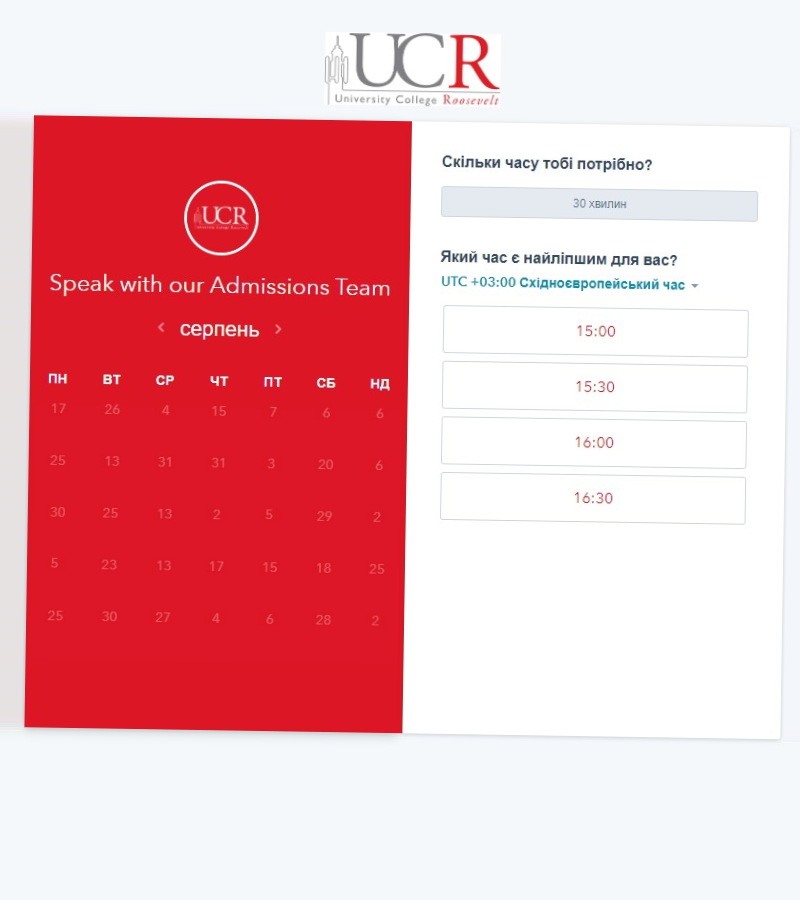 UCR
University College Roosevelt
UCR
Speak with our Admissions Team
серпень
ПН ВТ СР ЧТ ПТ СБ НД
17 26 4 15 7 6 6
25 13 31 31 3 20 6
30 25 13 2 5 29 2
5 23 13 17 15 18 25
25 30 27 4 6 28 2
Скільки часу тобі потрібно?
30 хвилин
Який час є найліпшим для вас?
UTC +03:00 Східноєвропейський час
15:00
15:30
16:00
16:30